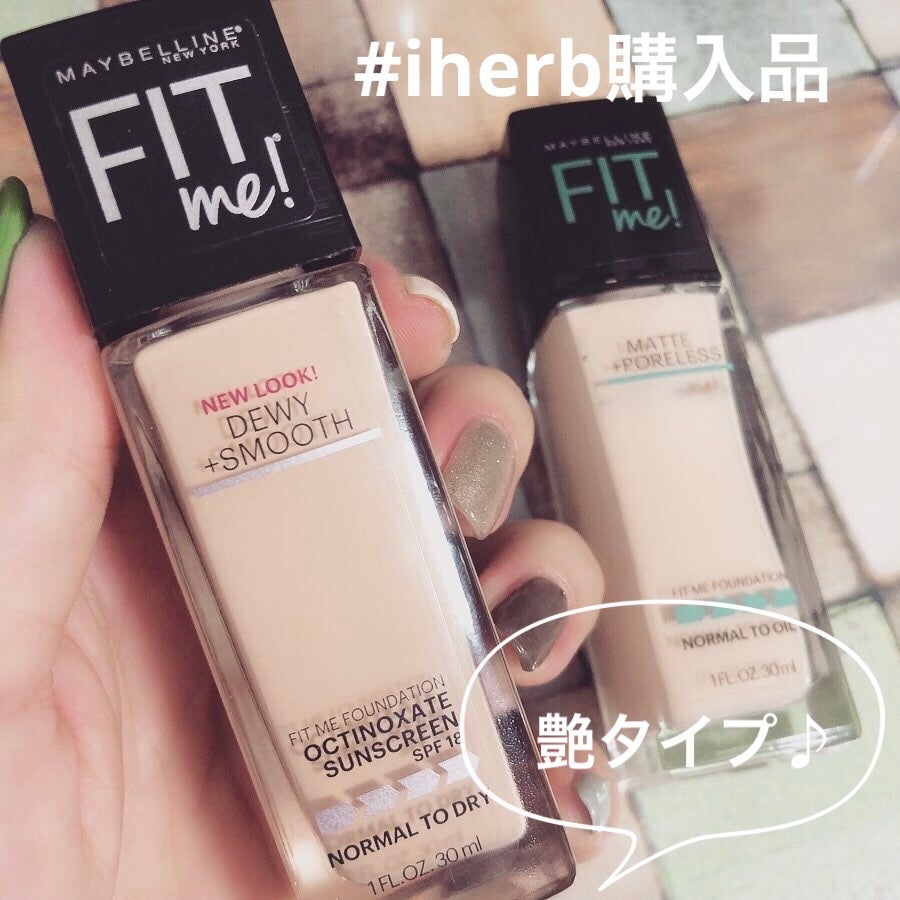 #iherb購入品
MAYBELLINE
NEW YORK
FIT
me!
NEW LOOK!
DEWY
+SMOOTH
FIT ME FOUNDATION
OCTINOXATE
SUNSCREEN
SPF 18
NORMAL TO DRY
1 FL.OZ. 30 ml
MAYBELLINE
FIT
me!
MATTE
+PORELESS
FIT ME FOUNDATION
NORMAL TO OIL
1 FL.OZ. 30 ml
艶タイプ♪